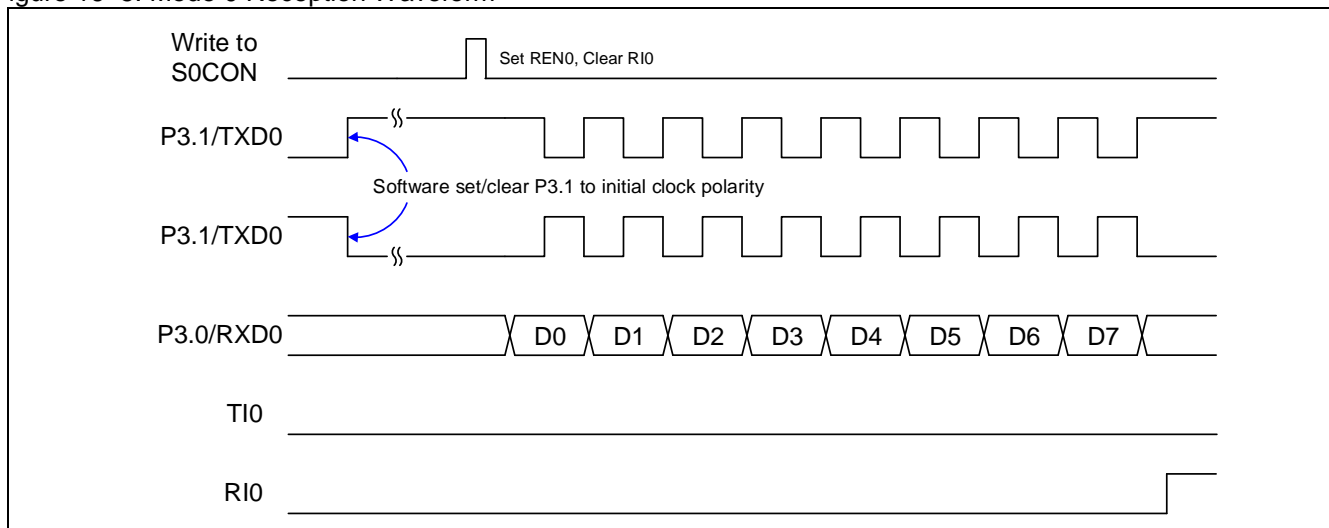 Write to
S0CON
Set REN0, Clear RI0
P3.1/TXD0
Software set/clear P3.1 to initial clock polarity
P3.1/TXD0
P3.0/RXD0 D0 D1 D2 D3 D4 D5 D6 D7
TI0
RI0